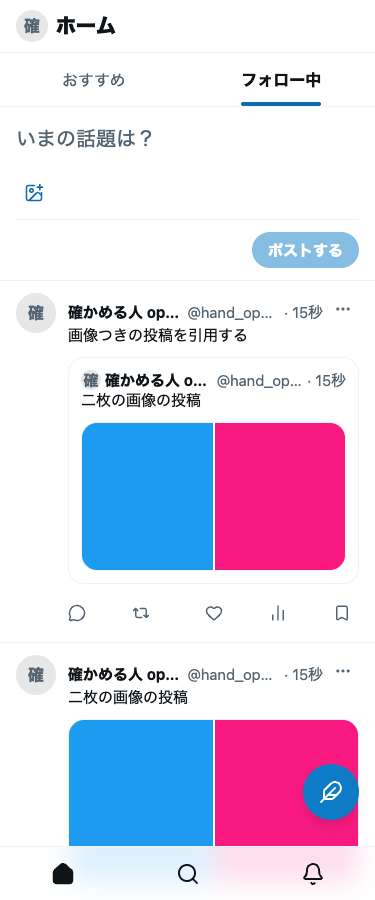 確 ホーム
おすすめ フォロー中
いまの話題は？
ポストする
確 確かめる人 op... @hand_op... · 15秒 ···
画像つきの投稿を引用する
確 確かめる人 o... @hand_op... · 15秒
二枚の画像の投稿
確 確かめる人 op... @hand_op... · 15秒 ···
二枚の画像の投稿